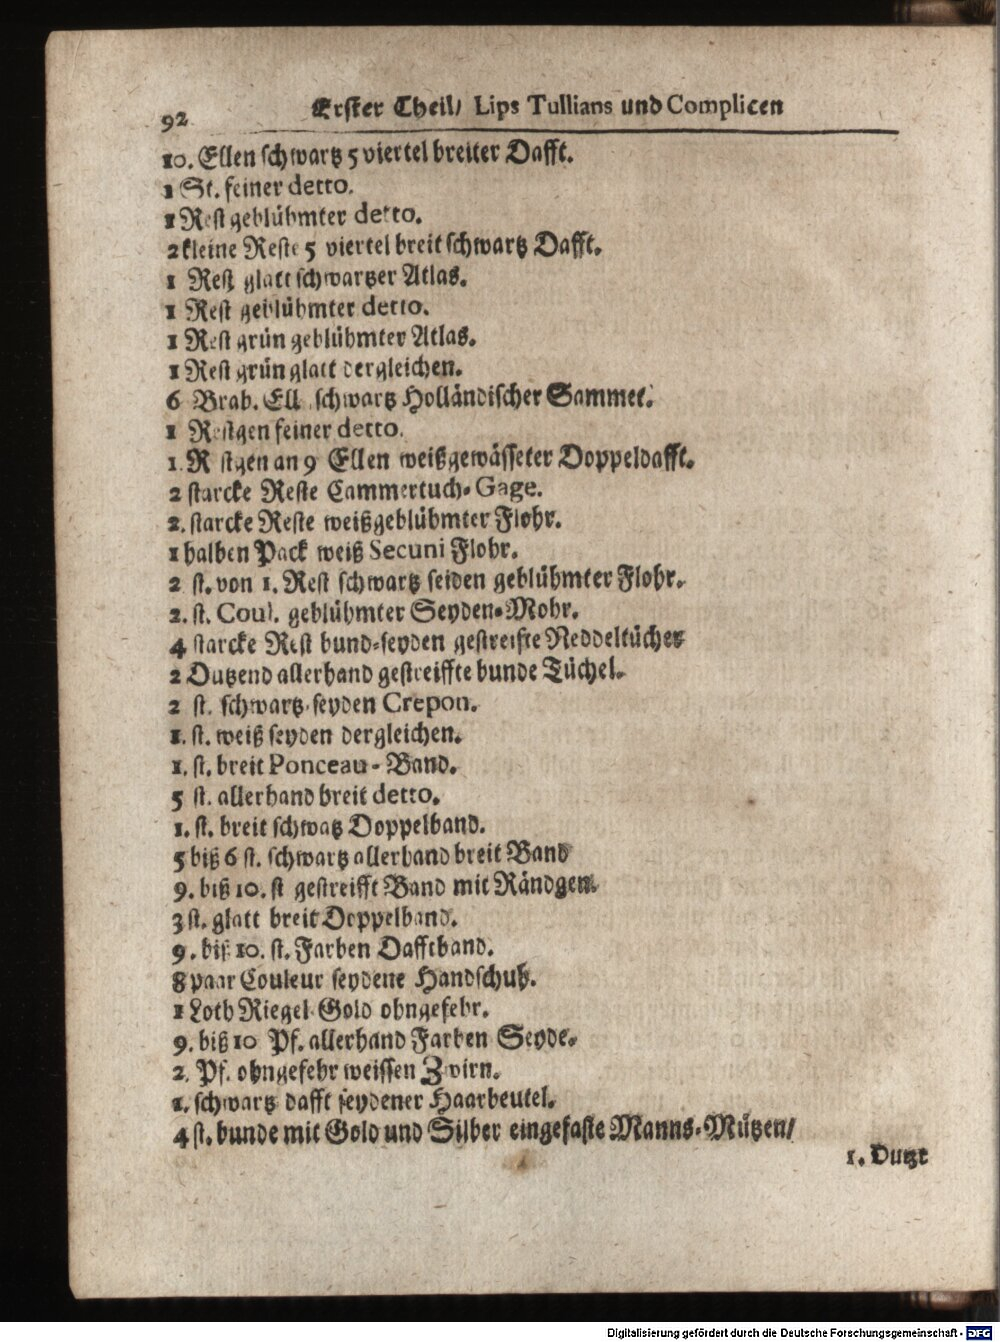 92
Erster Theil/ Lips Tullians und Complicen
10. Ellen schwartz 5 viertel breiter Dafft.
1 St. feiner detto.
1 Rest geblühmter detto.
2 kleine Reste 5 viertel breit schwartz Dafft.
1 Rest glatt schwartzer Atlas.
1 Rest geblühmter detto.
1 Rest grün geblühmter Atlas.
1 Rest grün glatt dergleichen.
6 Brab. Ell. schwartz Holländischer Sammet.
1 Restgen feiner detto.
1. Restgen an 9 Ellen weißgewässeter Doppeldafft.
2 starcke Reste Cammertuch-Gage.
2. starcke Reste weißgeblühmter Flohr.
1 halben Pack weiß Secuni Flohr.
2 st. von 1. Rest schwartz seiden geblühmter Flohr.
2. st. Coul. geblühmter Seyden-Mohr.
4 starcke Rest bund-seyden gestreifte Neddeltücher
2 Dutzend allerhand gestreiffte bunde Tüchel.
2 st. schwartz-seyden Crepon.
1. st. weiß seyden dergleichen.
1. st. breit Ponceau-Band.
5 st. allerhand breit detto.
1. st. breit schwatz Doppelband.
5 biß 6 st. schwartz allerhand breit Band
9. biß 10. st gestreifft Band mit Rändgen.
3 st. glatt breit Doppelband.
9. biß 10. st. Farben Dafftband.
8 paar Couleur seydene Handschuh.
1 Loth Riegel-Gold ohngefehr.
9. biß 10 Pf. allerhand Farben Seyde.
2. Pf. ohngefehr weissen Zwirn.
1. schwartz dafft seydener Haarbeutel.
4 st. bunde mit Gold und Silber eingefaste Manns-Mützen/
1. Dutzt
Digitalisierung gefördert durch die Deutsche Forschungsgemeinschaft - DFG